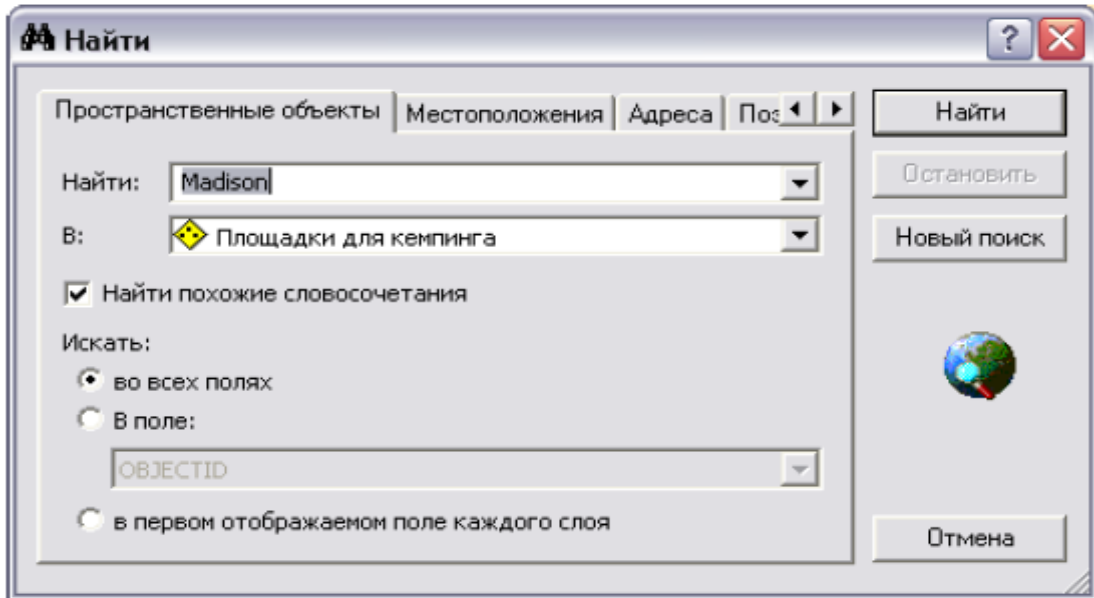 Найти
Пространственные объекты Местоположения Адреса Поз
Найти
Найти: Madison
Остановить
В: Площадки для кемпинга
Новый поиск
Найти похожие словосочетания
Искать:
во всех полях
В поле:
OBJECTID
в первом отображаемом поле каждого слоя
Отмена